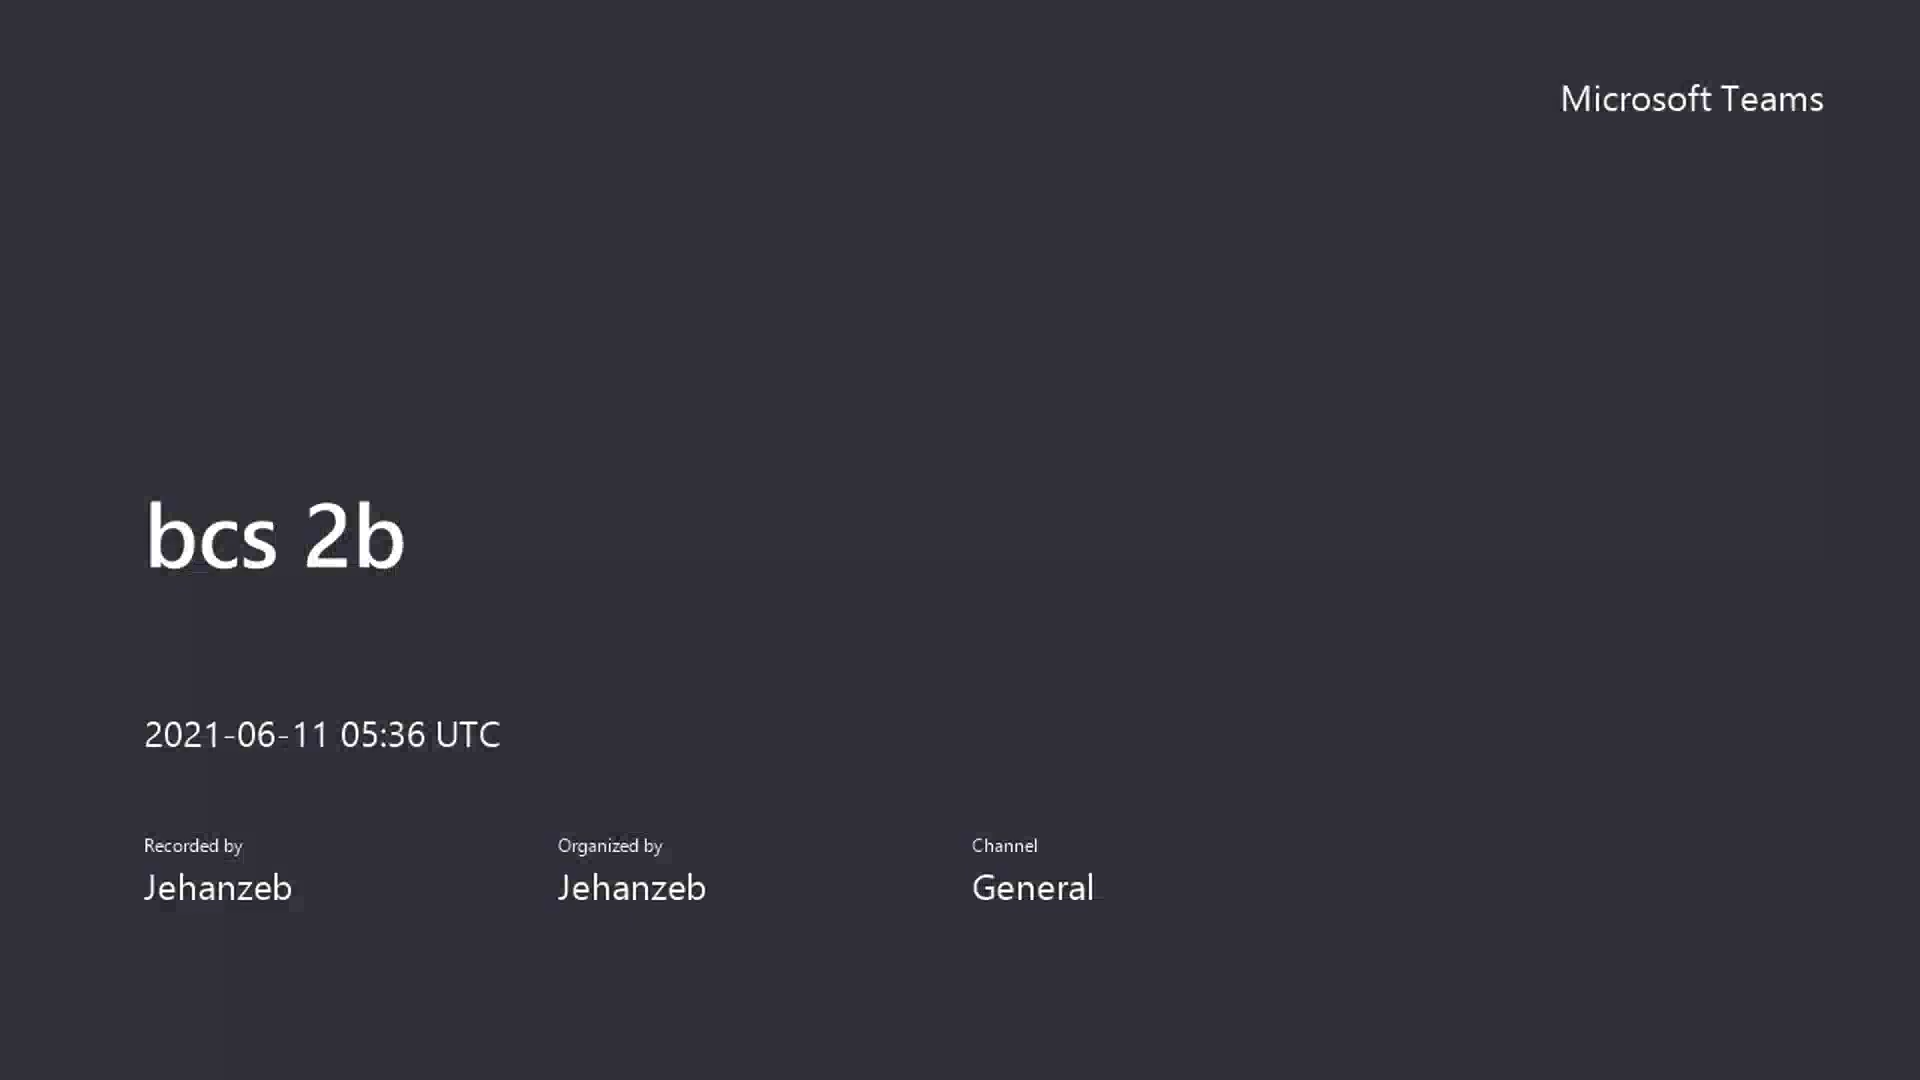 Microsoft Teams
bcs 2b
2021-06-11 05:36 UTC
Recorded by
Jehanzeb
Organized by
Jehanzeb
Channel
General